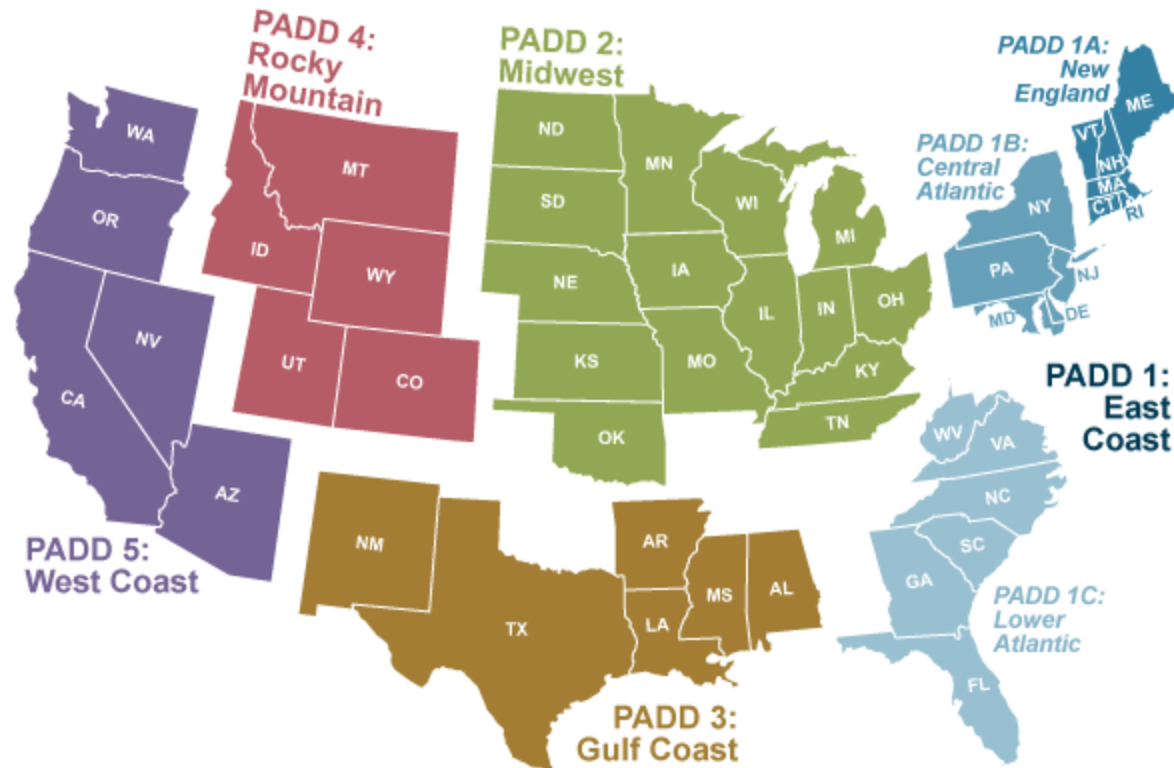 PADD 4:
Rocky
Mountain
PADD 2:
Midwest
PADD 1A:
New
England
PADD 1B:
Central
Atlantic
WA
OR
CA
NV
AZ
PADD 5:
West Coast
MT
ID
WY
UT
CO
ND
MN
SD
WI
MI
NE
IA
IL
IN
OH
KS
MO
KY
OK
TN
ME
VT
NH
MA
CT
RI
NY
PA
NJ
MD
DE
PADD 1:
East
Coast
WV
VA
NC
SC
GA
FL
PADD 1C:
Lower
Atlantic
NM
TX
AR
LA
MS
AL
PADD 3:
Gulf Coast